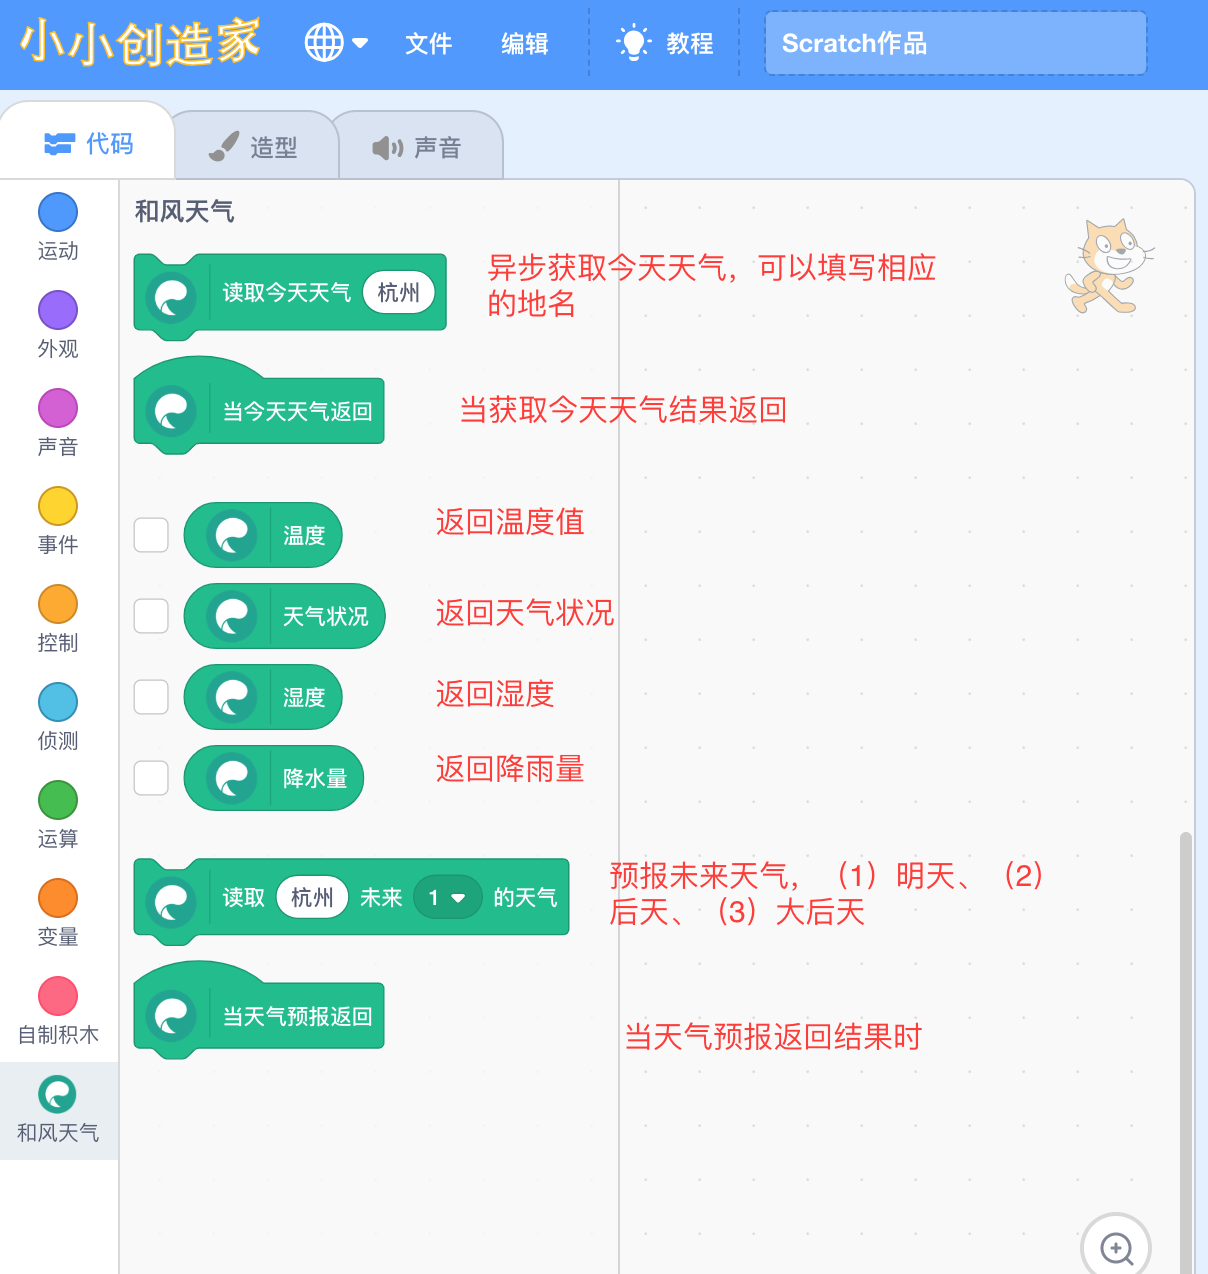 小小创造家
文件
编辑
教程
Scratch作品
代码
造型
声音
运动
外观
声音
事件
控制
侦测
运算
变量
自制积木
和风天气
和风天气
读取今天天气 杭州
异步获取今天天气，可以填写相应
的地名
当今天天气返回
当获取今天天气结果返回
温度
返回温度值
天气状况
返回天气状况
湿度
返回湿度
降水量
返回降雨量
读取 杭州 未来 1 的天气
预报未来天气，（1）明天、（2）
后天、（3）大后天
当天气预报返回
当天气预报返回结果时